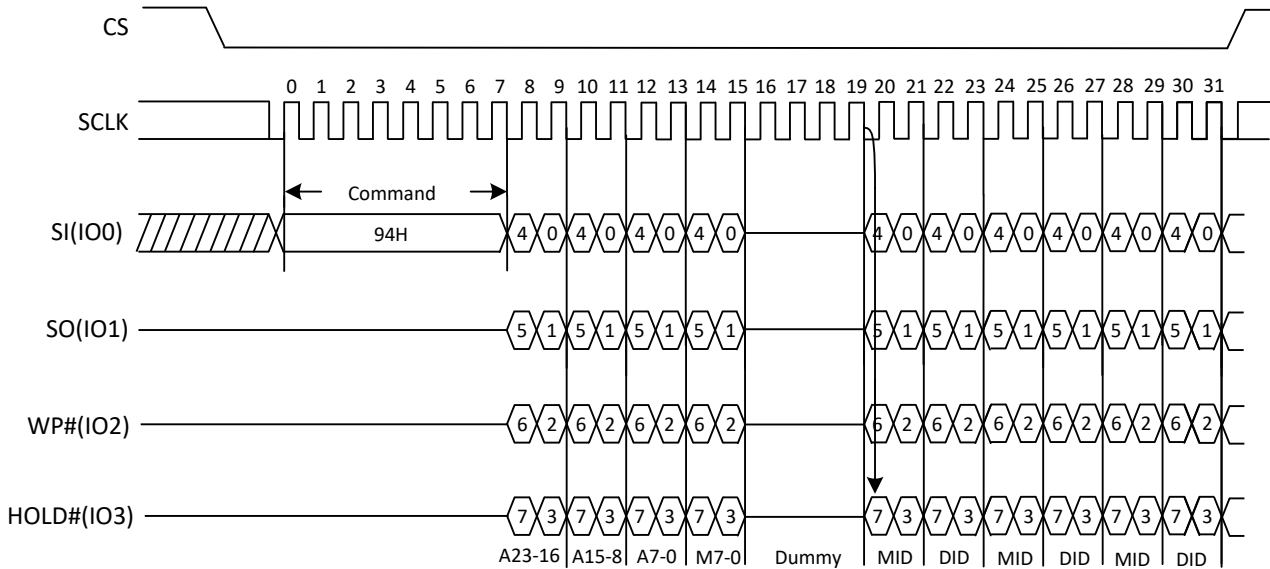 CS
0 1 2 3 4 5 6 7 8 9 10 11 12 13 14 15 16 17 18 19 20 21 22 23 24 25 26 27 28 29 30 31
SCLK
Command
SI(IO0) 94H 4 0 4 0 4 0 4 0 4 0 4 0 4 0 4 0 4 0 4 0
SO(IO1) 5 1 5 1 5 1 5 1 5 1 5 1 5 1 5 1 5 1 5 1
WP#(IO2) 6 2 6 2 6 2 6 2 6 2 6 2 6 2 6 2 6 2 6 2
HOLD#(IO3) 7 3 7 3 7 3 7 3 7 3 7 3 7 3 7 3 7 3 7 3
A23-16 A15-8 A7-0 M7-0 Dummy MID DID MID DID MID DID